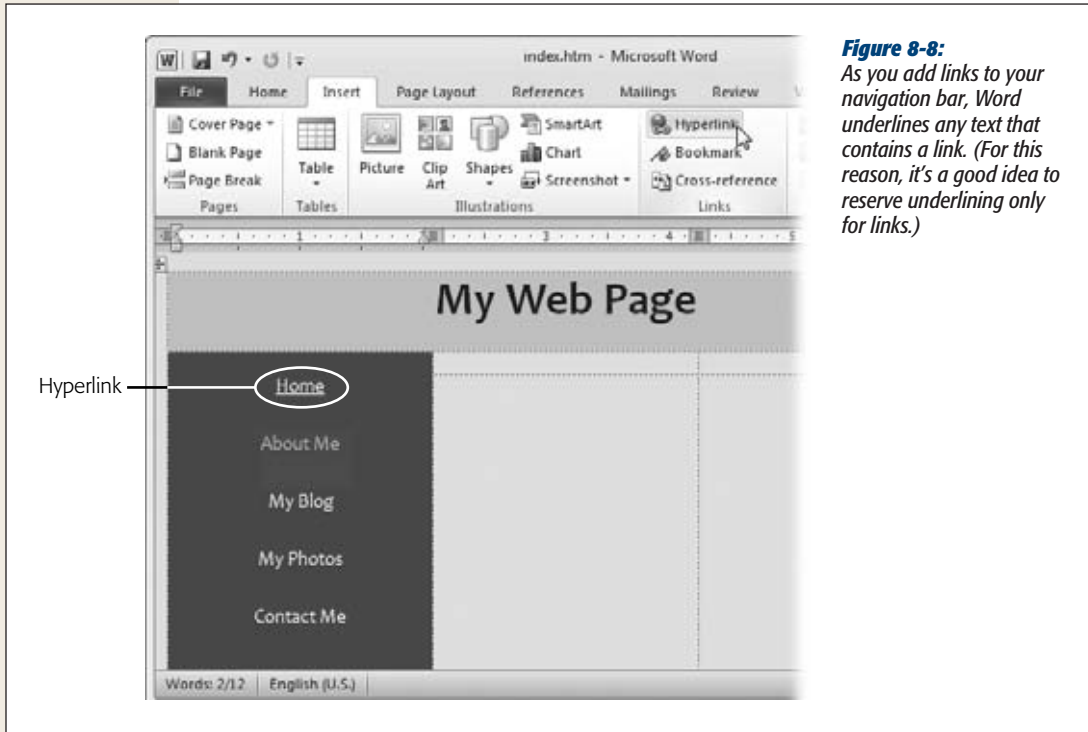 index.htm - Microsoft Word
File Home Insert Page Layout References Mailings Review
Cover Page
Blank Page
Page Break
Pages
Table
Tables
Picture
Clip Art
Shapes
SmartArt
Chart
Screenshot
Illustrations
Hyperlink
Bookmark
Cross-reference
Links
1 3 4 5
My Web Page
Hyperlink
Home
About Me
My Blog
My Photos
Contact Me
Words: 2/12 English (U.S.)
Figure 8-8:
As you add links to your
navigation bar, Word
underlines any text that
contains a link. (For this
reason, it's a good idea to
reserve underlining only
for links.)